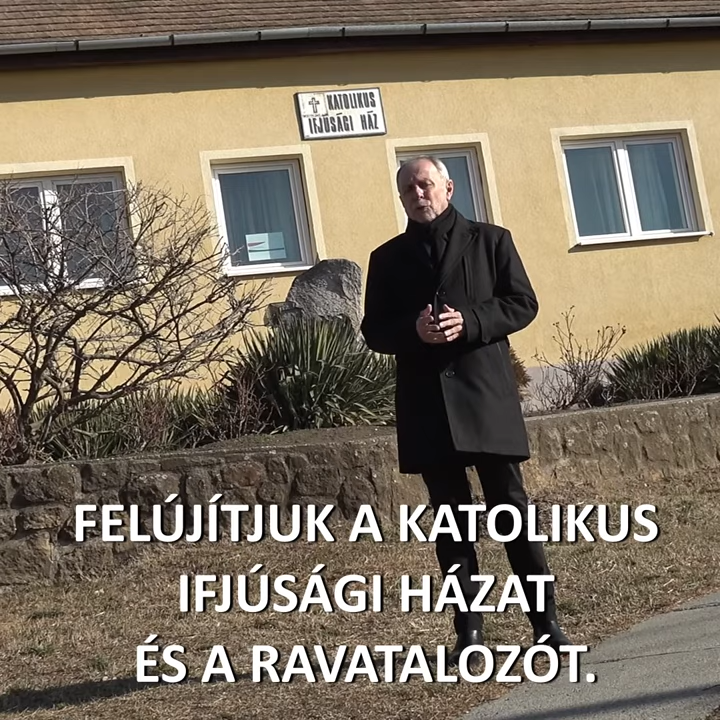 KATOLIKUS
IFJÚSÁGI HÁZ
FELÚJÍTJUK A KATOLIKUS
IFJÚSÁGI HÁZAT
ÉS A RAVATALOZÓT.